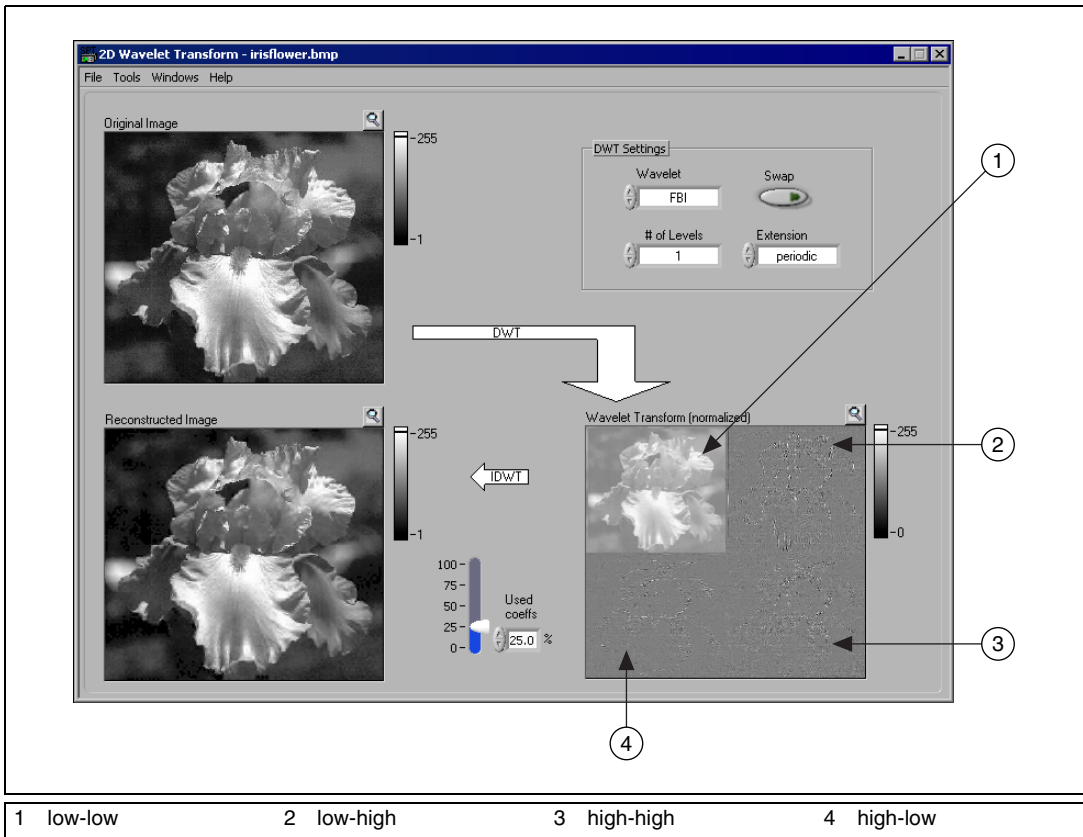 2D Wavelet Transform - irisflower.bmp
File Tools Windows Help
Original Image
-255
-1
DWT Settings
Wavelet
FBI
Swap
# of Levels
1
Extension
periodic
1
DWT
Reconstructed Image
-255
-1
IDWT
Wavelet Transform (normalized)
-255
-0
2
100-
75-
50-
25-
0-
Used
coeffs
25.0 %
3
4
1 low-low 2 low-high 3 high-high 4 high-low